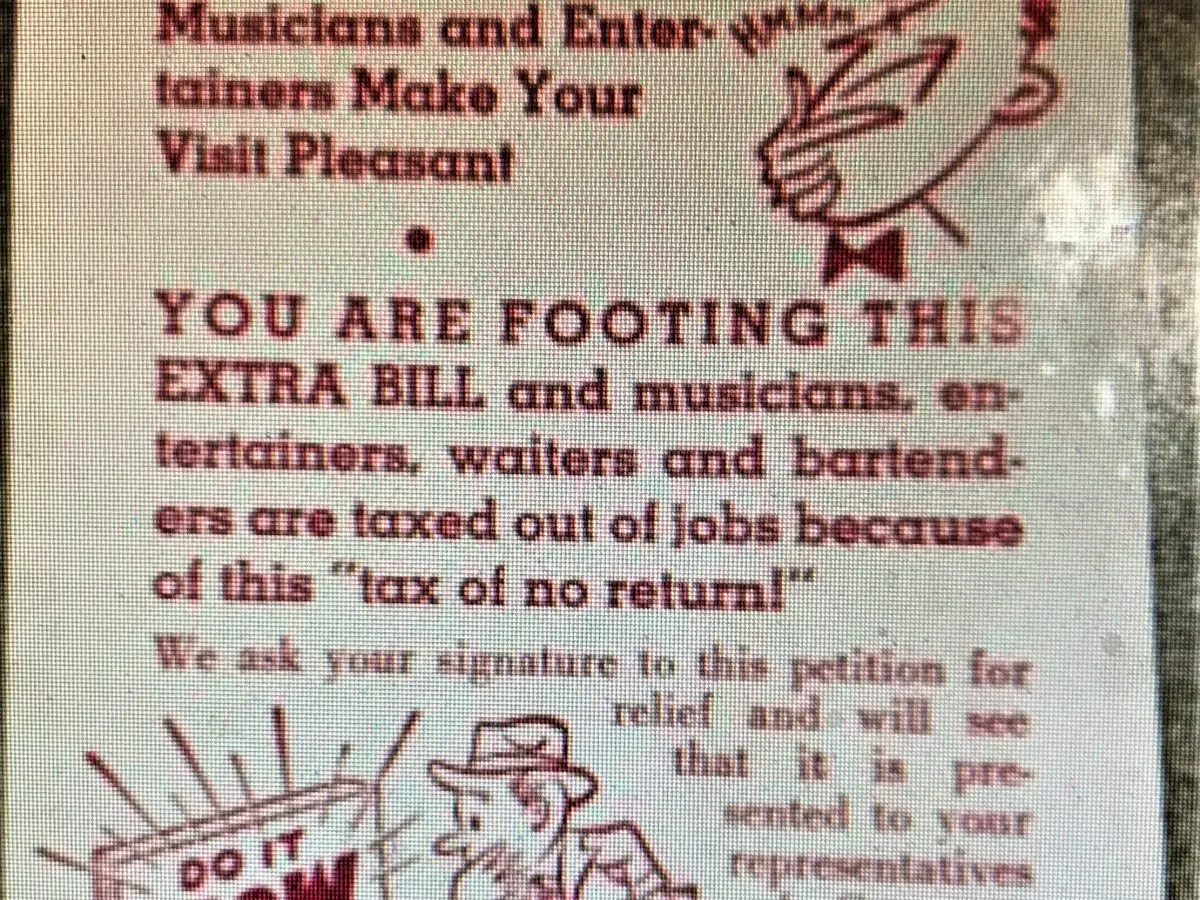 Musicians and Enter-
tainers Make Your
Visit Pleasant
•
YOU ARE FOOTING THIS
EXTRA BILL and musicians, en-
tertainers, waiters and bartend-
ers are taxed out of jobs because
of this "tax of no return!"
We ask your signature to this petition for
relief and will see
that it is pre-
sented to your
representatives
DO IT